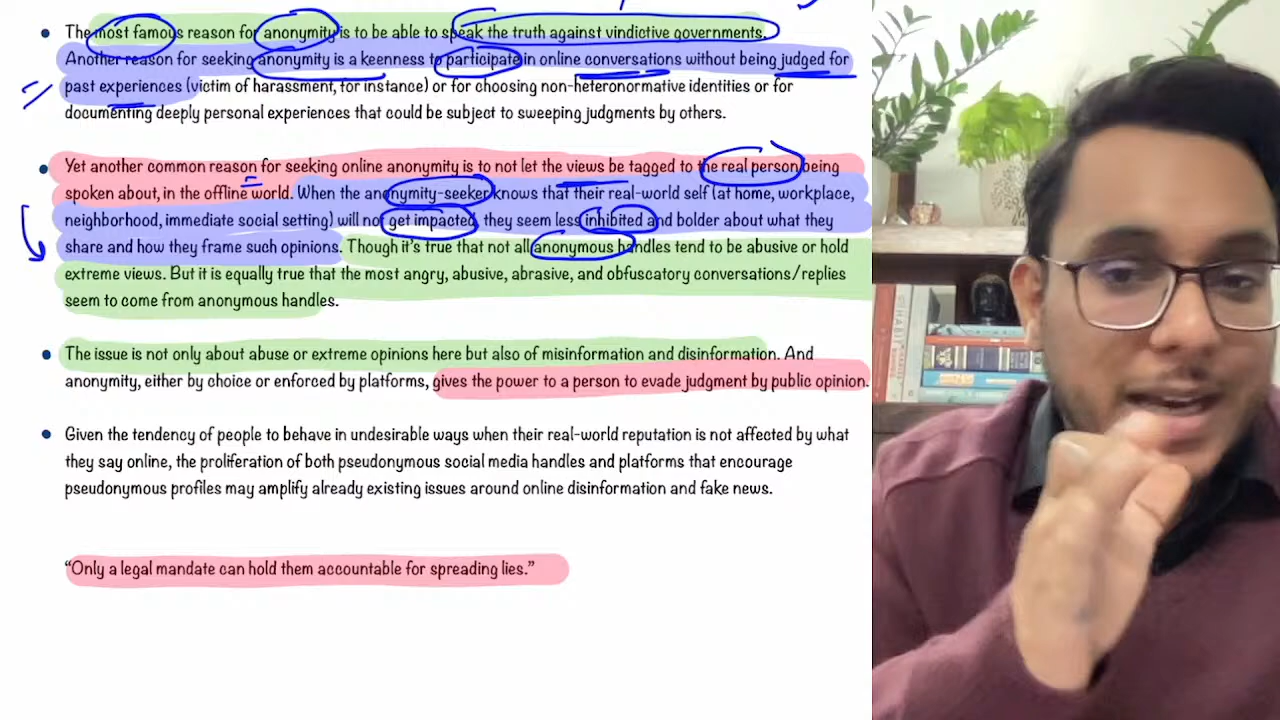 The most famous reason for anonymity is to be able to speak the truth against vindictive governments.
Another reason for seeking anonymity is a keenness to participate in online conversations without being judged for
past experiences (victim of harassment, for instance) or for choosing non-heteronormative identities or for
documenting deeply personal experiences that could be subject to sweeping judgments by others.
Yet another common reason for seeking online anonymity is to not let the views be tagged to the real person being
spoken about, in the offline world. When the anonymity-seeker knows that their real-world self (at home, workplace,
neighborhood, immediate social setting) will not get impacted, they seem less inhibited and bolder about what they
share and how they frame such opinions. Though it's true that not all anonymous handles tend to be abusive or hold
extreme views. But it is equally true that the most angry, abusive, abrasive, and obfuscatory conversations/replies
seem to come from anonymous handles.
The issue is not only about abuse or extreme opinions here but also of misinformation and disinformation. And
anonymity, either by choice or enforced by platforms, gives the power to a person to evade judgment by public opinion.
Given the tendency of people to behave in undesirable ways when their real-world reputation is not affected by what
they say online, the proliferation of both pseudonymous social media handles and platforms that encourage
pseudonymous profiles may amplify already existing issues around online disinformation and fake news.
“Only a legal mandate can hold them accountable for spreading lies.”